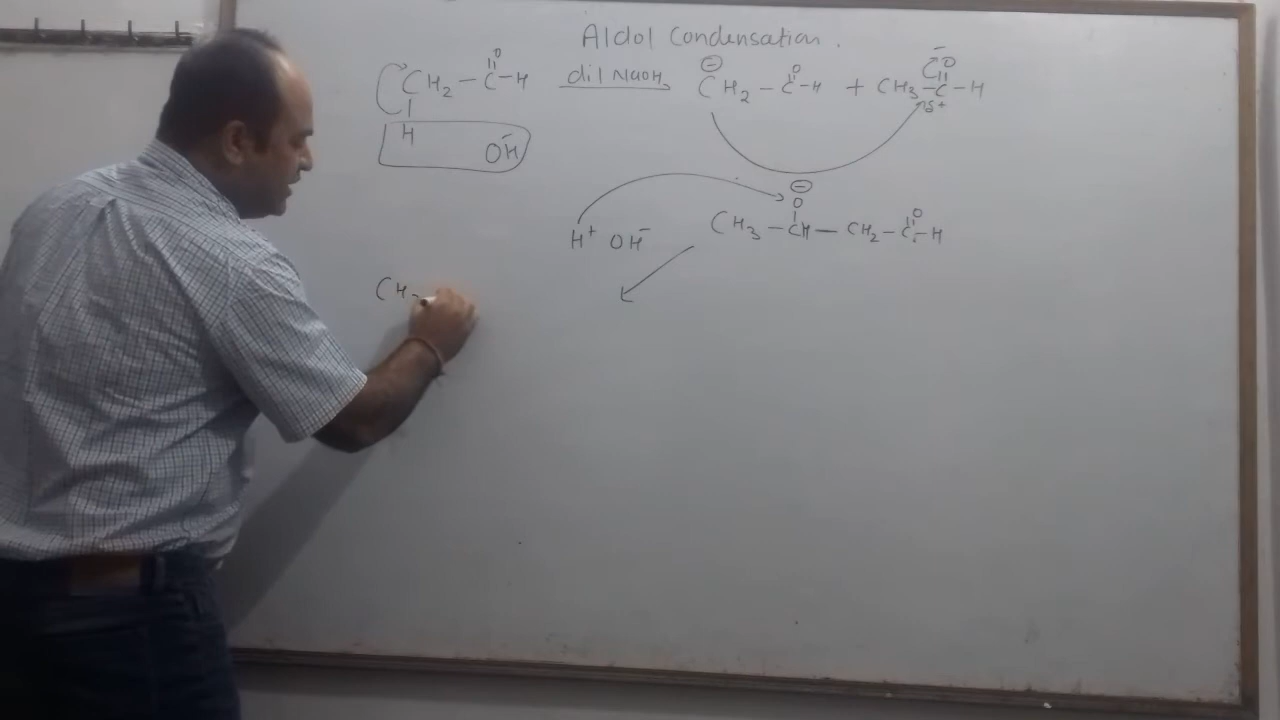 Aldol Condensation.
CH₂ – C(=O) – H  dil NaOH  ⊖CH₂ – C(=O) – H + CH₃ – C(=O⁻)(δ+) – H
H  OH⁻
H⁺ OH⁻  CH₃ – CH(O⊖) – CH₂ – C(=O) – H
CH₃